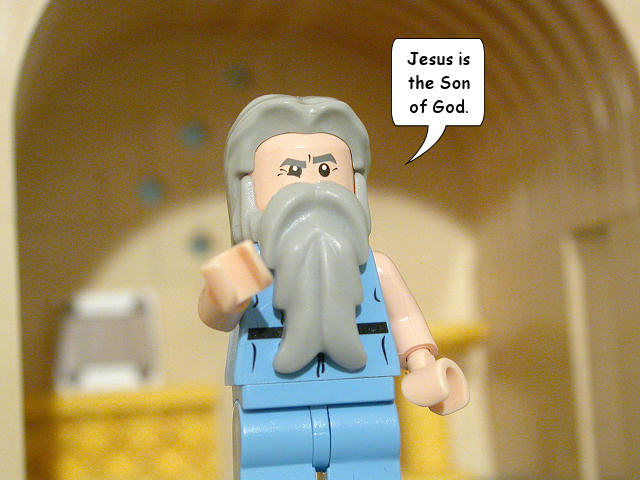 Jesus is
the Son
of God.